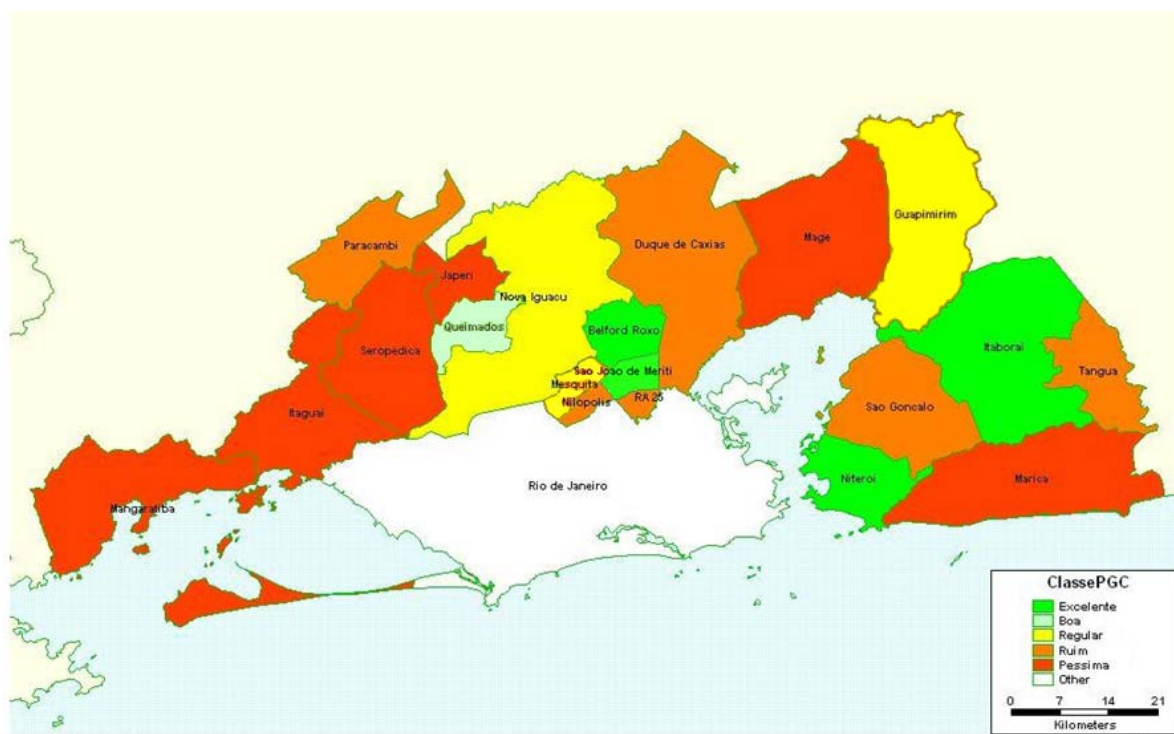 Guapimirim
Mage
Duque de Caxias
Paracambi
Japeri
Nova Iguacu
Queimados
Belford Roxo
Seropedica
Itaborai
Sao Joao de Meriti
Tangua
Mesquita
Nilopolis
RA 25
Sao Goncalo
Itaguai
Niteroi
Marica
Rio de Janeiro
Mangaratiba
ClassePGC
Excelente
Boa
Regular
Ruim
Pessima
Other
0 7 14 21
Kilometers